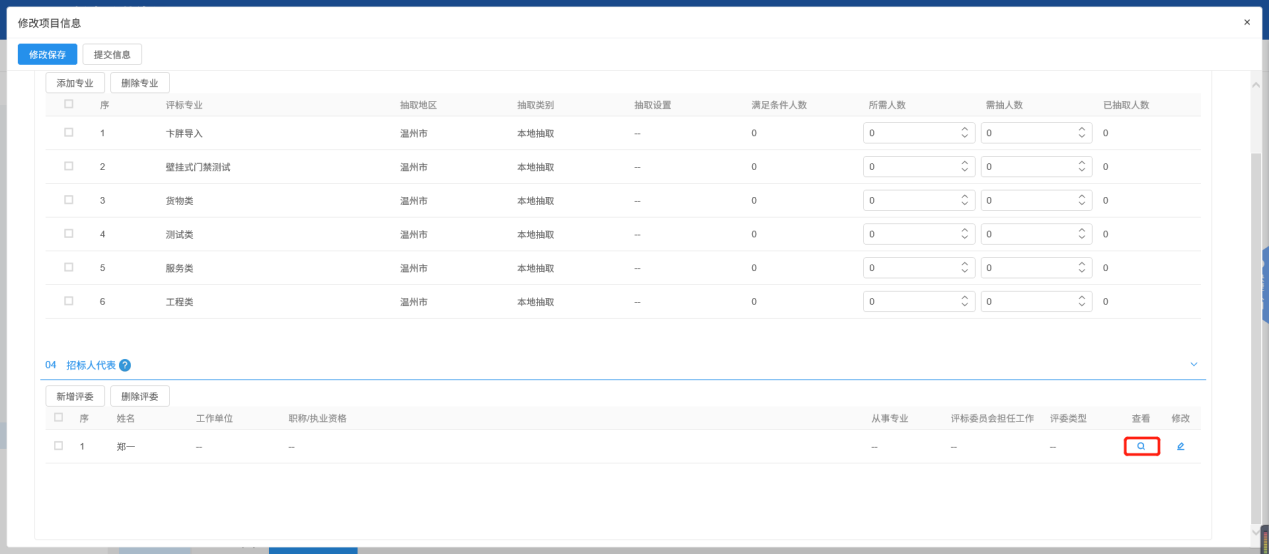 修改项目信息 ×
修改保存 提交信息
添加专业 删除专业
序 评标专业 抽取地区 抽取类别 抽取设置 满足条件人数 所需人数 需抽人数 已抽取人数
1 卞胖导入 温州市 本地抽取 -- 0 0 0 0
2 壁挂式门禁测试 温州市 本地抽取 -- 0 0 0 0
3 货物类 温州市 本地抽取 -- 0 0 0 0
4 测试类 温州市 本地抽取 -- 0 0 0 0
5 服务类 温州市 本地抽取 -- 0 0 0 0
6 工程类 温州市 本地抽取 -- 0 0 0 0
04 招标人代表 ?
新增评委 删除评委
序 姓名 工作单位 职称/执业资格 从事专业 评标委员会担任工作 评委类型 查看 修改
1 郑一 -- -- -- -- --